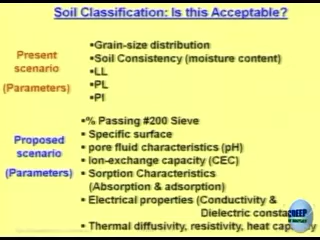 Soil Classification: Is this Acceptable?
Present
scenario
(Parameters)
•Grain-size distribution
•Soil Consistency (moisture content)
•LL
•PL
•PI
Proposed
scenario
(Parameters)
•% Passing #200 Sieve
• Specific surface
• pore fluid characteristics (pH)
• Ion-exchange capacity (CEC)
• Sorption Characteristics
(Absorption & adsorption)
• Electrical properties (Conductivity &
Dielectric consta
• Thermal diffusivity, resistivity, heat cap